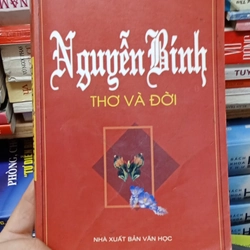 Nguyễn Bính
THƠ VÀ ĐỜI
NHÀ XUẤT BẢN VĂN HỌC